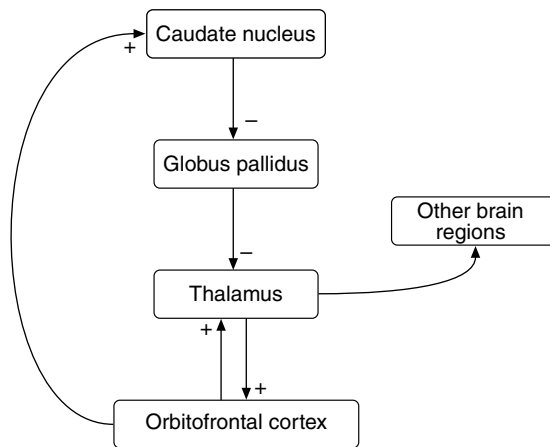 Caudate nucleus
+
–
Globus pallidus
Other brain
regions
–
Thalamus
+
+
Orbitofrontal cortex